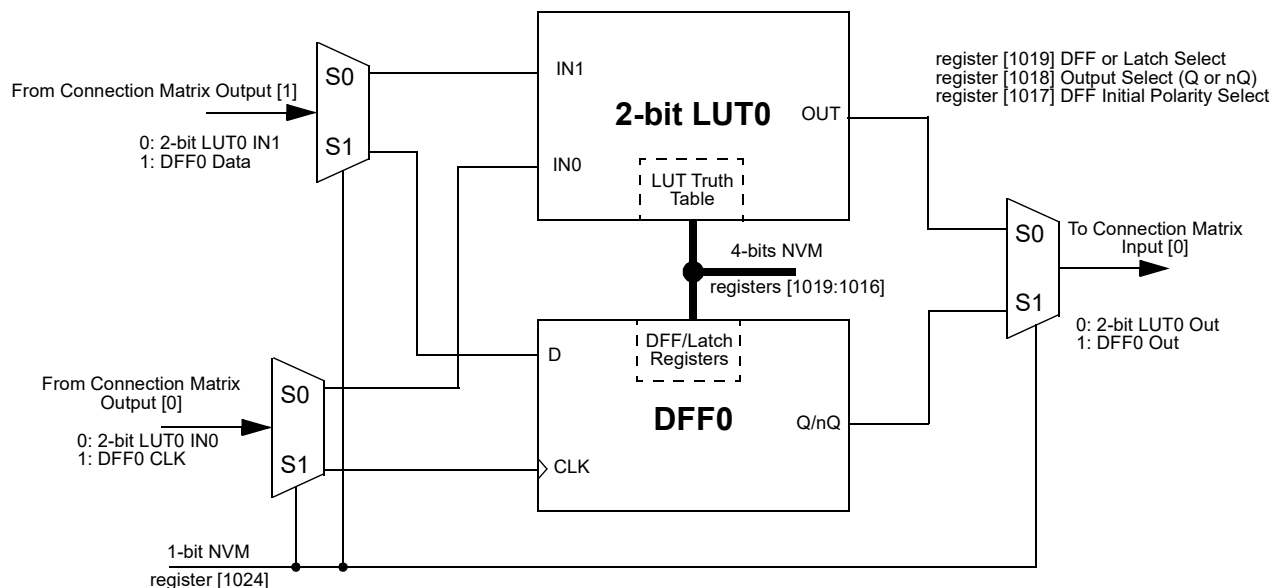 From Connection Matrix Output [1]
0: 2-bit LUT0 IN1
1: DFF0 Data
S0
S1
IN1
IN0
2-bit LUT0
OUT
LUT Truth
Table
register [1019] DFF or Latch Select
register [1018] Output Select (Q or nQ)
register [1017] DFF Initial Polarity Select
4-bits NVM
registers [1019:1016]
S0
S1
To Connection Matrix
Input [0]
0: 2-bit LUT0 Out
1: DFF0 Out
From Connection Matrix
Output [0]
0: 2-bit LUT0 IN0
1: DFF0 CLK
S0
S1
D
CLK
DFF/Latch
Registers
DFF0
Q/nQ
1-bit NVM
register [1024]